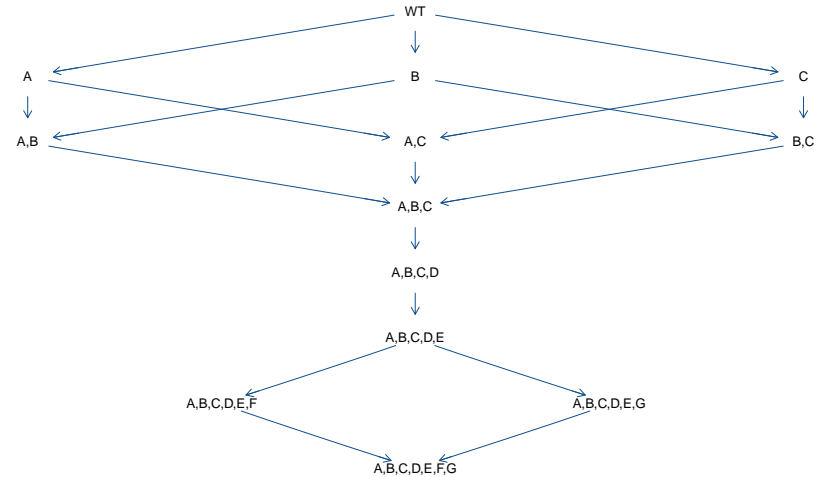 WT
A B C
A,B A,C B,C
A,B,C
A,B,C,D
A,B,C,D,E
A,B,C,D,E,F A,B,C,D,E,G
A,B,C,D,E,F,G